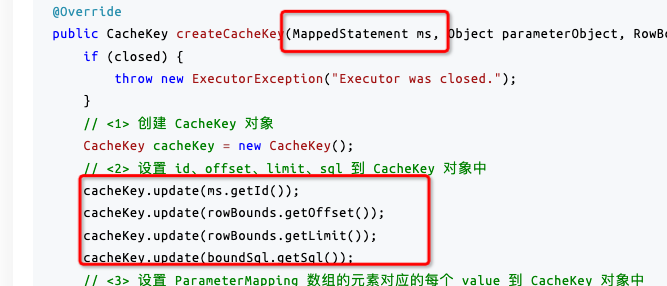 @Override
public CacheKey createCacheKey(MappedStatement ms, Object parameterObject, RowBo
if (closed) {
throw new ExecutorException("Executor was closed.");
}
// <1> 创建 CacheKey 对象
CacheKey cacheKey = new CacheKey();
// <2> 设置 id、offset、limit、sql 到 CacheKey 对象中
cacheKey.update(ms.getId());
cacheKey.update(rowBounds.getOffset());
cacheKey.update(rowBounds.getLimit());
cacheKey.update(boundSql.getSql());
// <3> 设置 ParameterMapping 数组的元素对应的每个 value 到 CacheKey 对象中